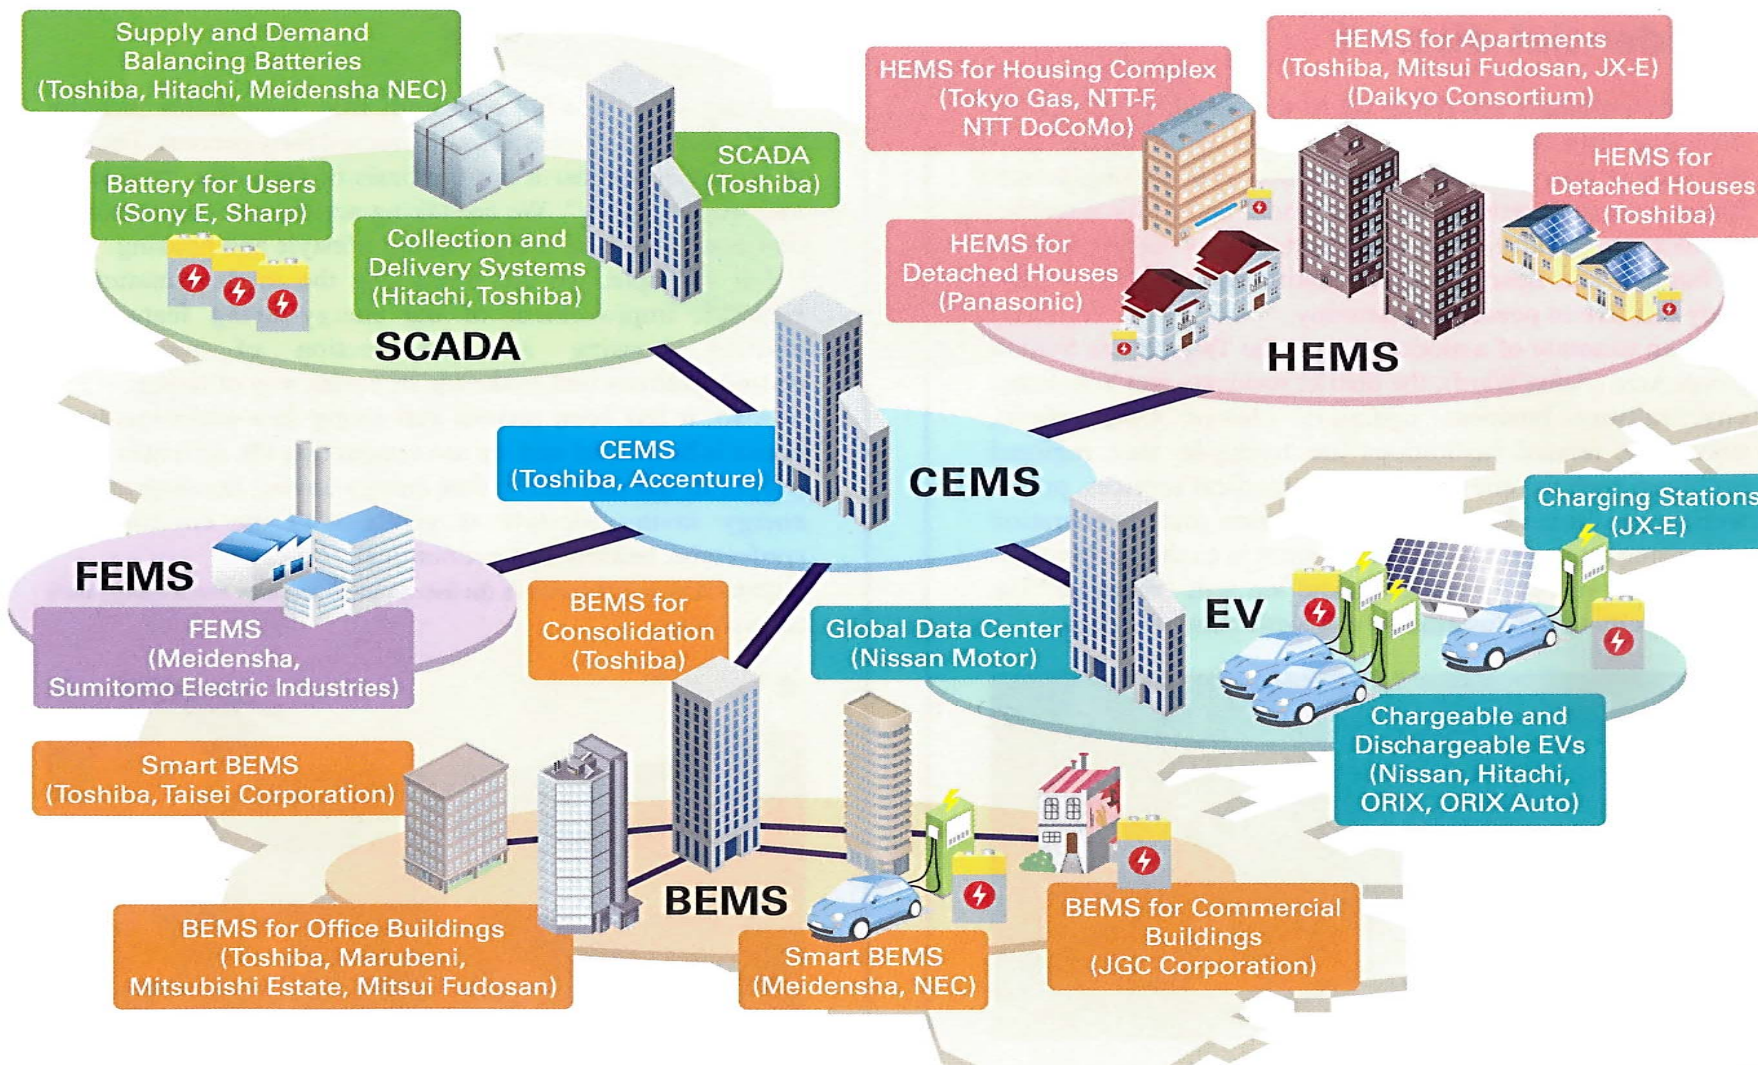 Supply and Demand
Balancing Batteries
(Toshiba, Hitachi, Meidensha NEC)
Battery for Users
(Sony E, Sharp)
SCADA
(Toshiba)
Collection and
Delivery Systems
(Hitachi, Toshiba)
SCADA
HEMS for Housing Complex
(Tokyo Gas, NTT-F,
NTT DoCoMo)
HEMS for Apartments
(Toshiba, Mitsui Fudosan, JX-E)
(Daikyo Consortium)
HEMS for
Detached Houses
(Toshiba)
HEMS for
Detached Houses
(Panasonic)
HEMS
CEMS
(Toshiba, Accenture)
CEMS
FEMS
FEMS
(Meidensha,
Sumitomo Electric Industries)
BEMS for
Consolidation
(Toshiba)
Global Data Center
(Nissan Motor)
EV
Charging Stations
(JX-E)
Chargeable and
Dischargeable EVs
(Nissan, Hitachi,
ORIX, ORIX Auto)
Smart BEMS
(Toshiba, Taisei Corporation)
BEMS
BEMS for Office Buildings
(Toshiba, Marubeni,
Mitsubishi Estate, Mitsui Fudosan)
Smart BEMS
(Meidensha, NEC)
BEMS for Commercial
Buildings
(JGC Corporation)